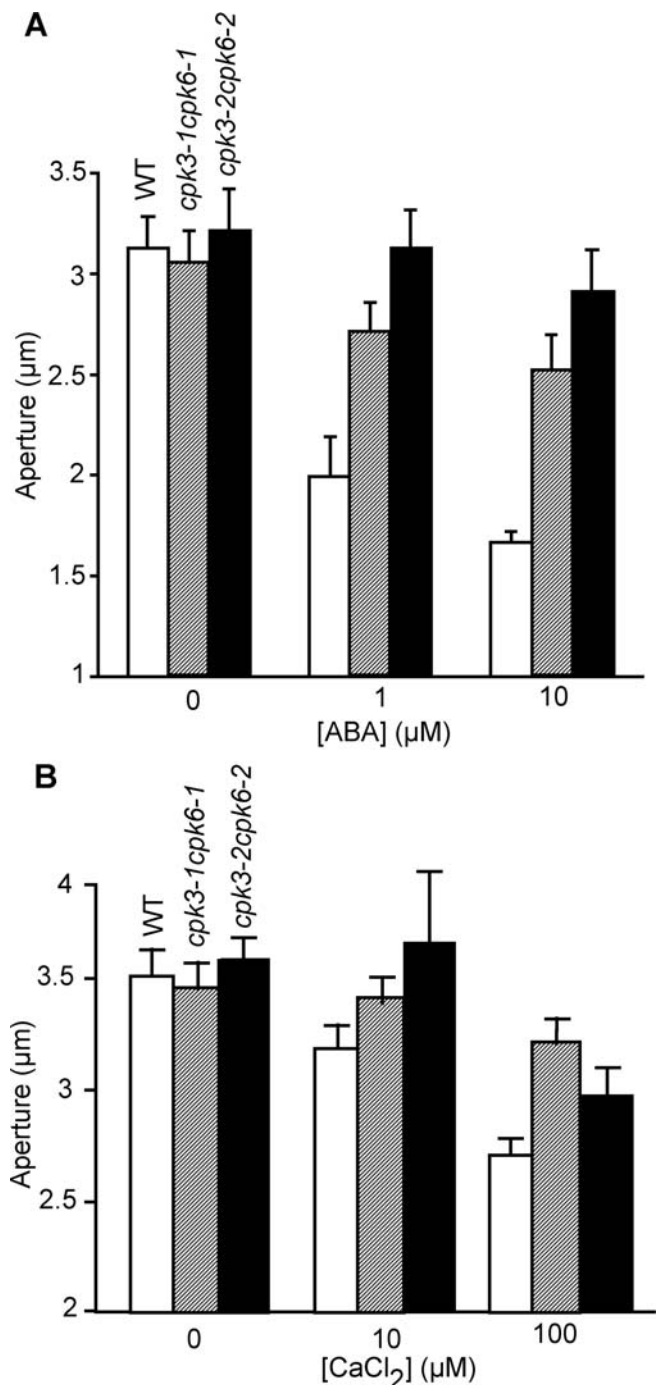 A
WT
cpk3-1cpk6-1
cpk3-2cpk6-2
3.5
3
2.5
2
1.5
1
Aperture (µm)
0
1
10
[ABA] (µM)
B
WT
cpk3-1cpk6-1
cpk3-2cpk6-2
4
3.5
3
2.5
2
Aperture (µm)
0
10
100
[CaCl₂] (µM)